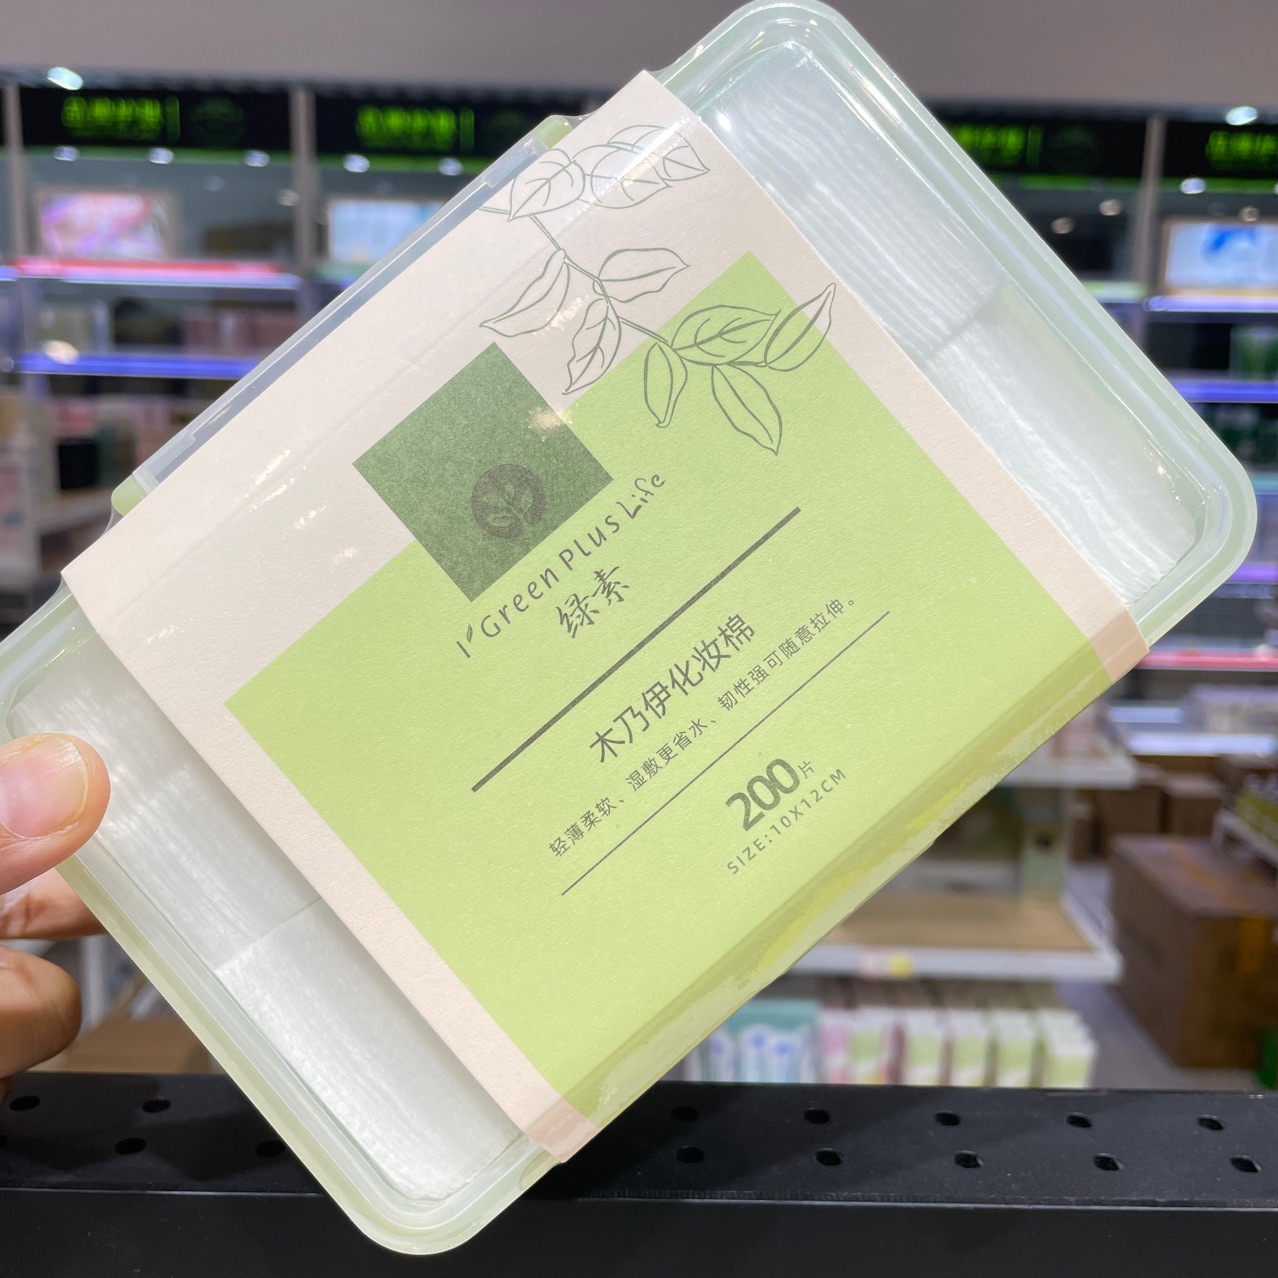 Green Plus Life
绿素
木乃伊化妆棉
轻薄柔软、湿敷更省水、韧性强可随意拉伸。
200片
SIZE:10X12CM